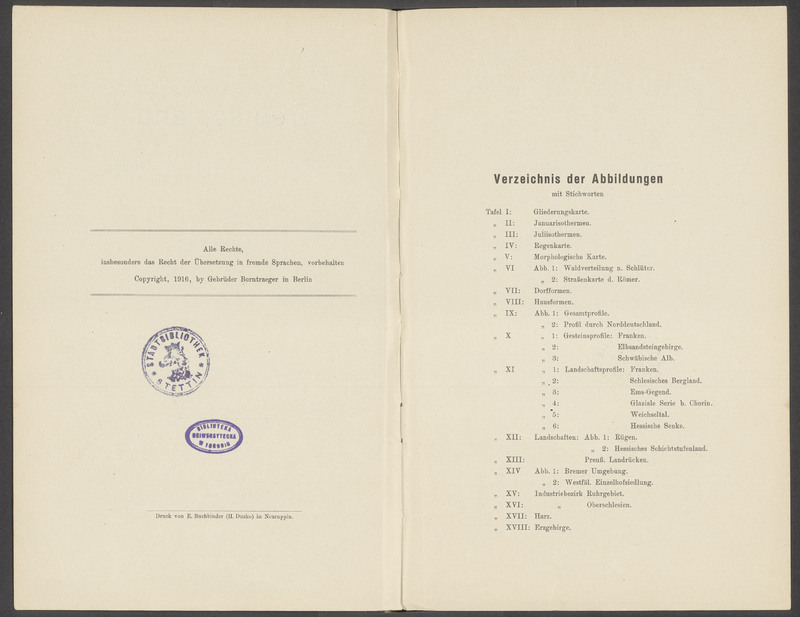 Alle Rechte,
insbesondere das Recht der Übersetzung in fremde Sprachen, vorbehalten
Copyright, 1916, by Gebrüder Borntraeger in Berlin
STADTBIBLIOTHEK
* STETTIN *
BIBLIOTEKA
UNIWERSYTECKA
W TORUNIU
Druck von E. Buchbinder (H. Duske) in Neuruppin.
Verzeichnis der Abbildungen
mit Stichworten
Tafel I: Gliederungskarte.
„ II: Januarisothermen.
„ III: Juliisothermen.
„ IV: Regenkarte.
„ V: Morphologische Karte.
„ VI Abb. 1: Waldverteilung n. Schlüter.
„ 2: Straßenkarte d. Römer.
„ VII: Dorfformen.
„ VIII: Hausformen.
„ IX: Abb. 1: Gesamtprofile.
„ 2: Profil durch Norddeutschland.
„ X „ 1: Gesteinsprofile: Franken.
„ 2: Elbsandsteingebirge.
„ 3: Schwäbische Alb.
„ XI „ 1: Landschaftsprofile: Franken.
„ 2: Schlesisches Bergland.
„ 3: Ems-Gegend.
„ 4: Glaziale Serie b. Chorin.
„ 5: Weichseltal.
„ 6: Hessische Senke.
„ XII: Landschaften: Abb. 1: Rügen.
„ 2: Hessisches Schichtstufenland.
„ XIII: Preuß. Landrücken.
„ XIV Abb. 1: Bremer Umgebung.
„ 2: Westfäl. Einzelhofsiedlung.
„ XV: Industriebezirk Ruhrgebiet.
„ XVI: „ Oberschlesien.
„ XVII: Harz.
„ XVIII: Erzgebirge.